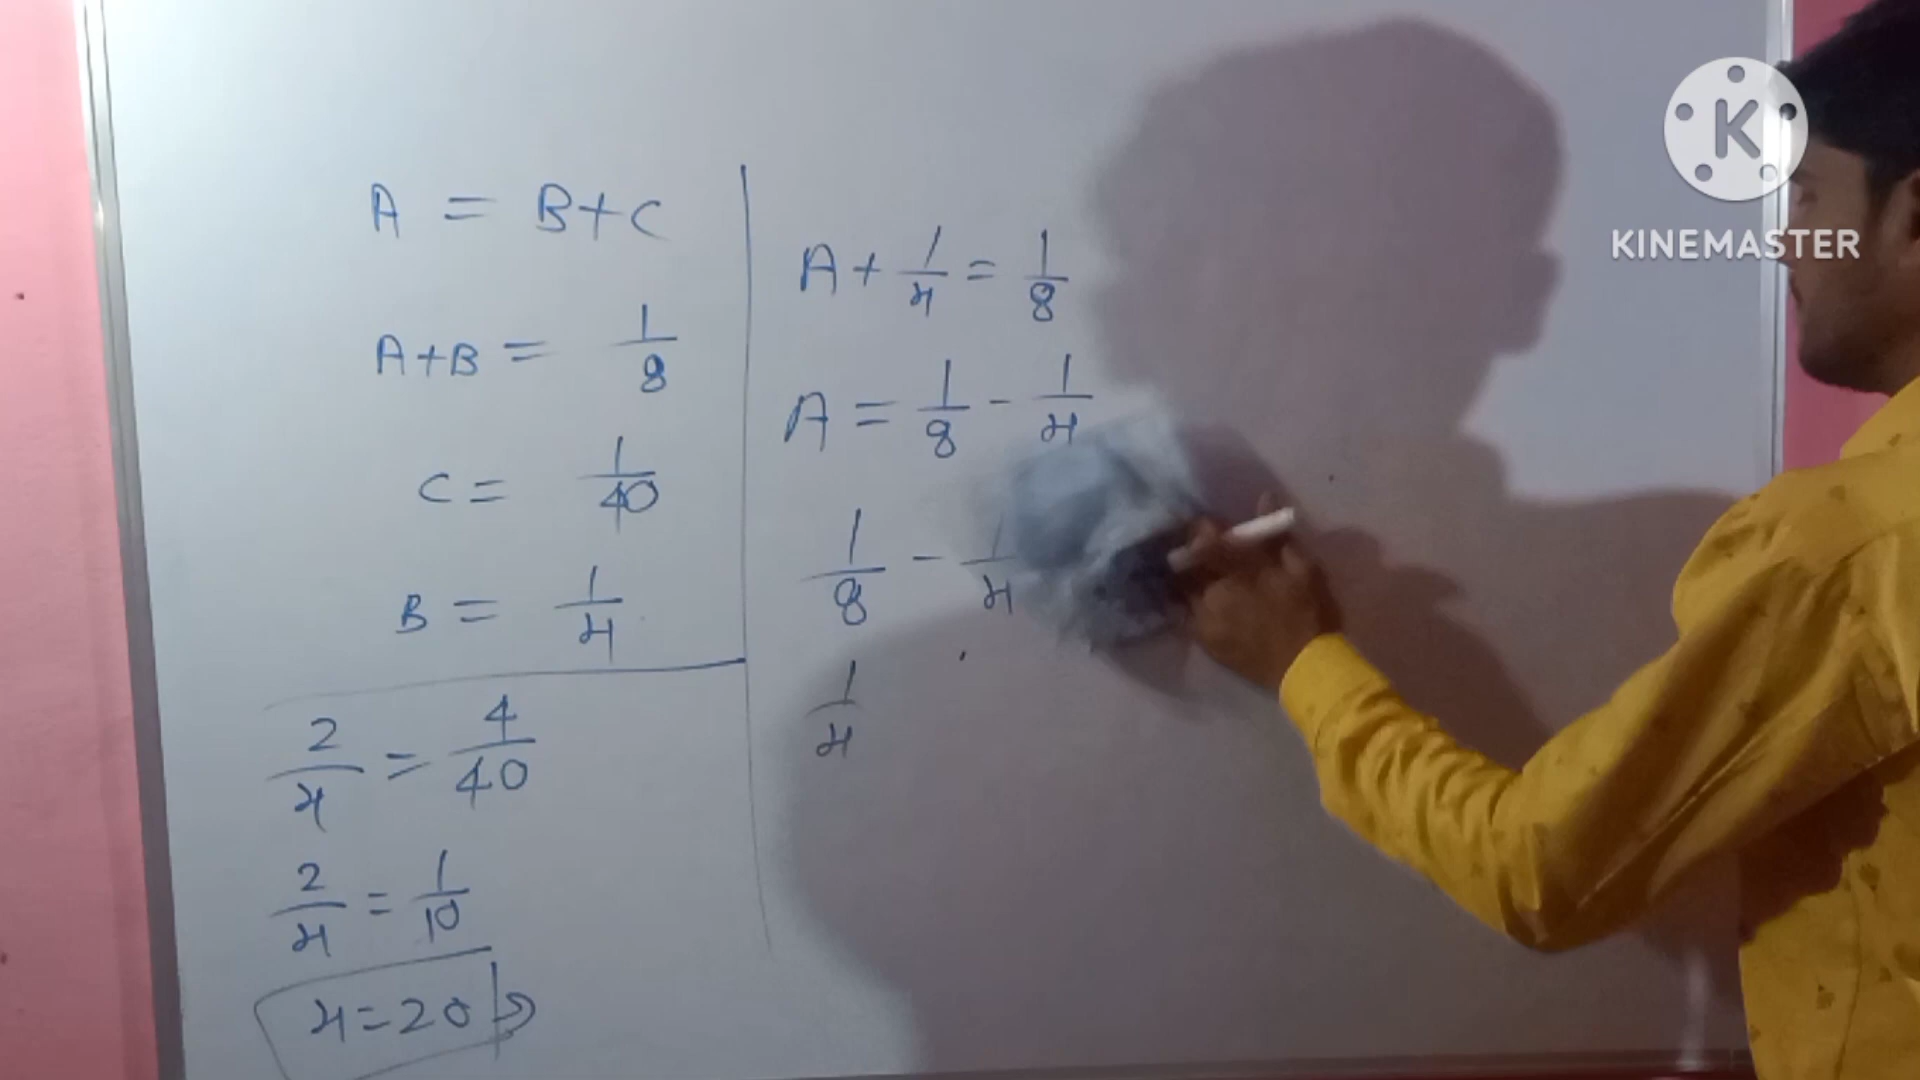 A = B+C
A+B = 1/8
C = 1/40
B = 1/x
2/x = 4/40
2/x = 1/10
x=20
A + 1/x = 1/8
A = 1/8 - 1/x
1/8 - 1/x
1/x
K
KINEMASTER